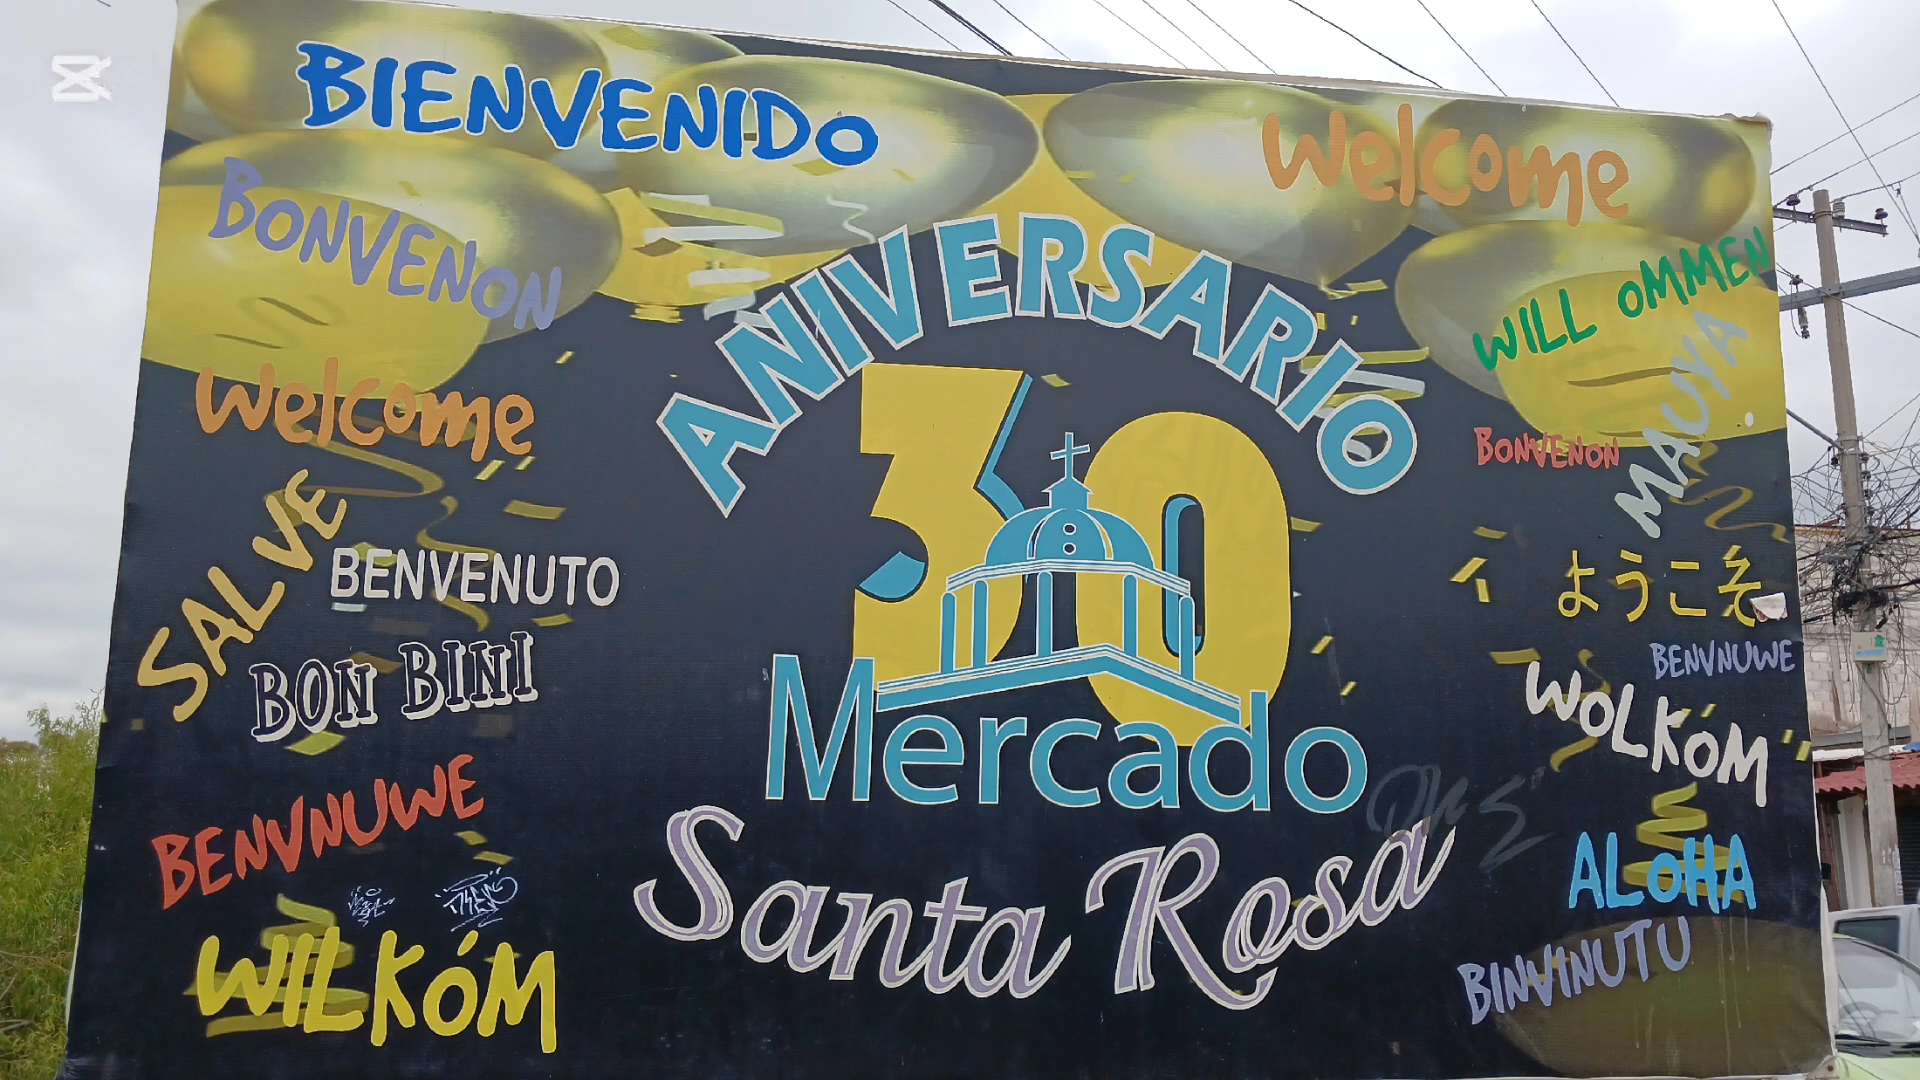 BIENVENIDO
Welcome
BONVENON
WILL OMMEN
MAUYA
Welcome
BONVENON
ANIVERSARIO
30
SALVE
BENVENUTO
ようこそ
BON BINI
BENVNUWE
WOLKÓM
Mercado
Santa Rosa
BENVNUWE
ALOHA
WILKÓM
BINVINUTU